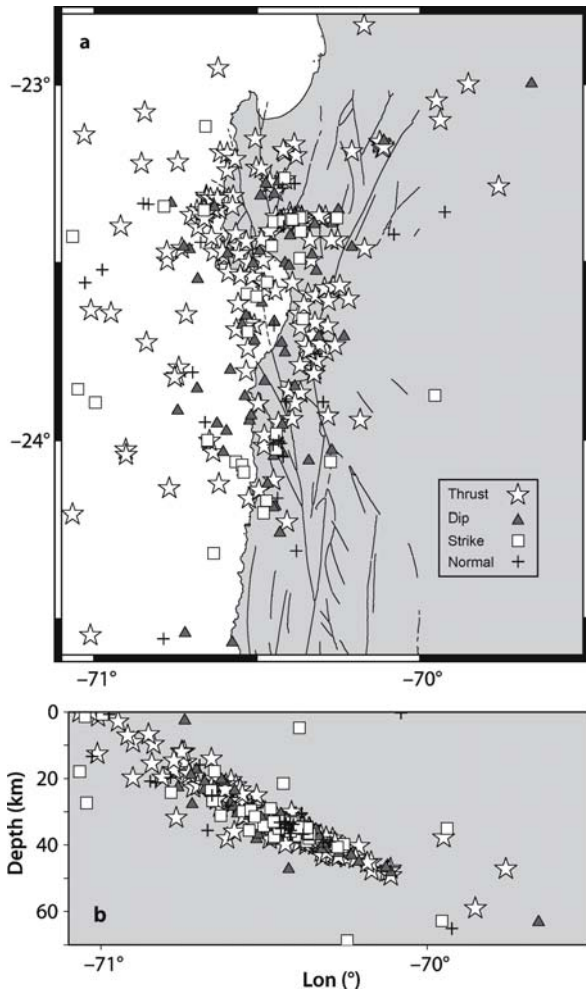 a
−23°
−24°
Thrust
Dip
Strike
Normal
−71°
−70°
0
20
40
60
Depth (km)
b
−71°
−70°
Lon (°)